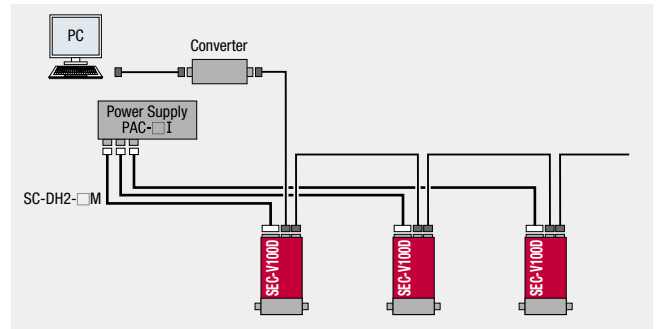 PC
Converter
Power Supply
PAC-□I
SC-DH2-□M
SEC-V100D
SEC-V100D
SEC-V100D